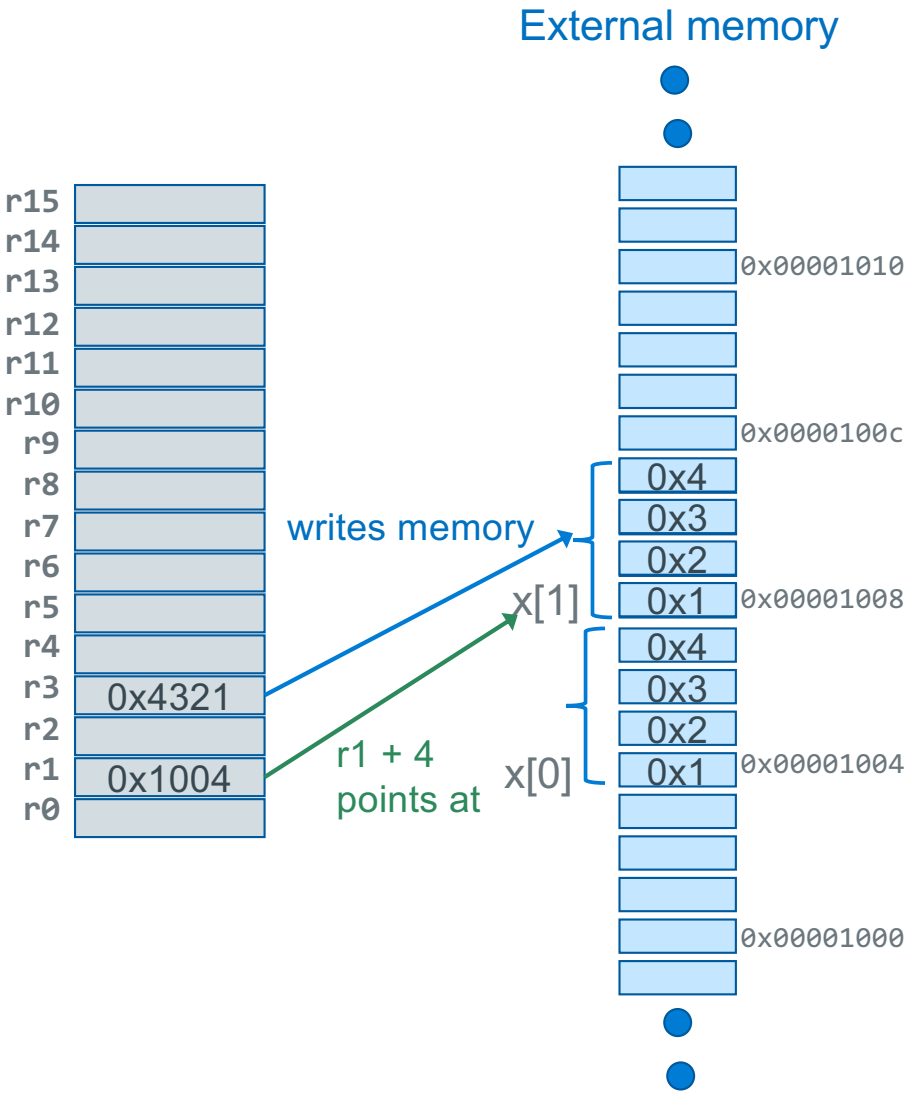 External memory
r15
r14
r13
r12
r11
r10
r9
r8
r7
r6
r5
r4
r3 0x4321
r2
r1 0x1004
r0
writes memory
r1 + 4
points at
x[1]
x[0]
0x00001010
0x0000100c
0x4
0x3
0x2
0x1 0x00001008
0x4
0x3
0x2
0x1 0x00001004
0x00001000